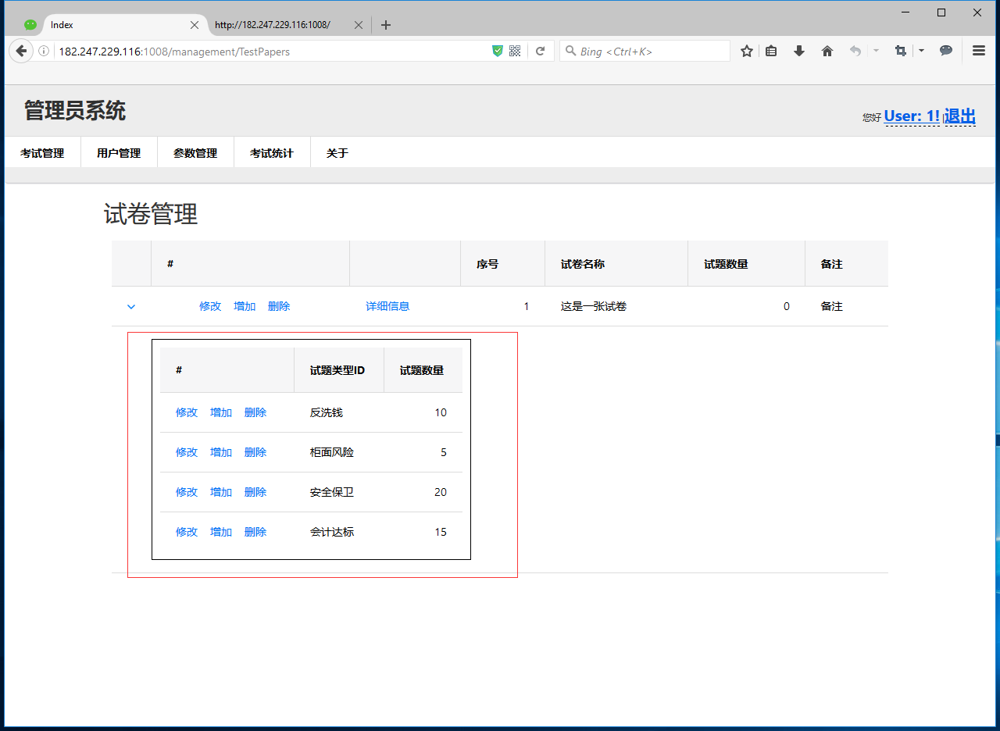 Index
http://182.247.229.116:1008/
182.247.229.116:1008/management/TestPapers
Bing <Ctrl+K>
管理员系统
您好 User: 1! 退出
考试管理 用户管理 参数管理 考试统计 关于
试卷管理
# 序号 试卷名称 试题数量 备注
修改 增加 删除 详细信息 1 这是一张试卷 0 备注
# 试题类型ID 试题数量
修改 增加 删除 反洗钱 10
修改 增加 删除 柜面风险 5
修改 增加 删除 安全保卫 20
修改 增加 删除 会计达标 15